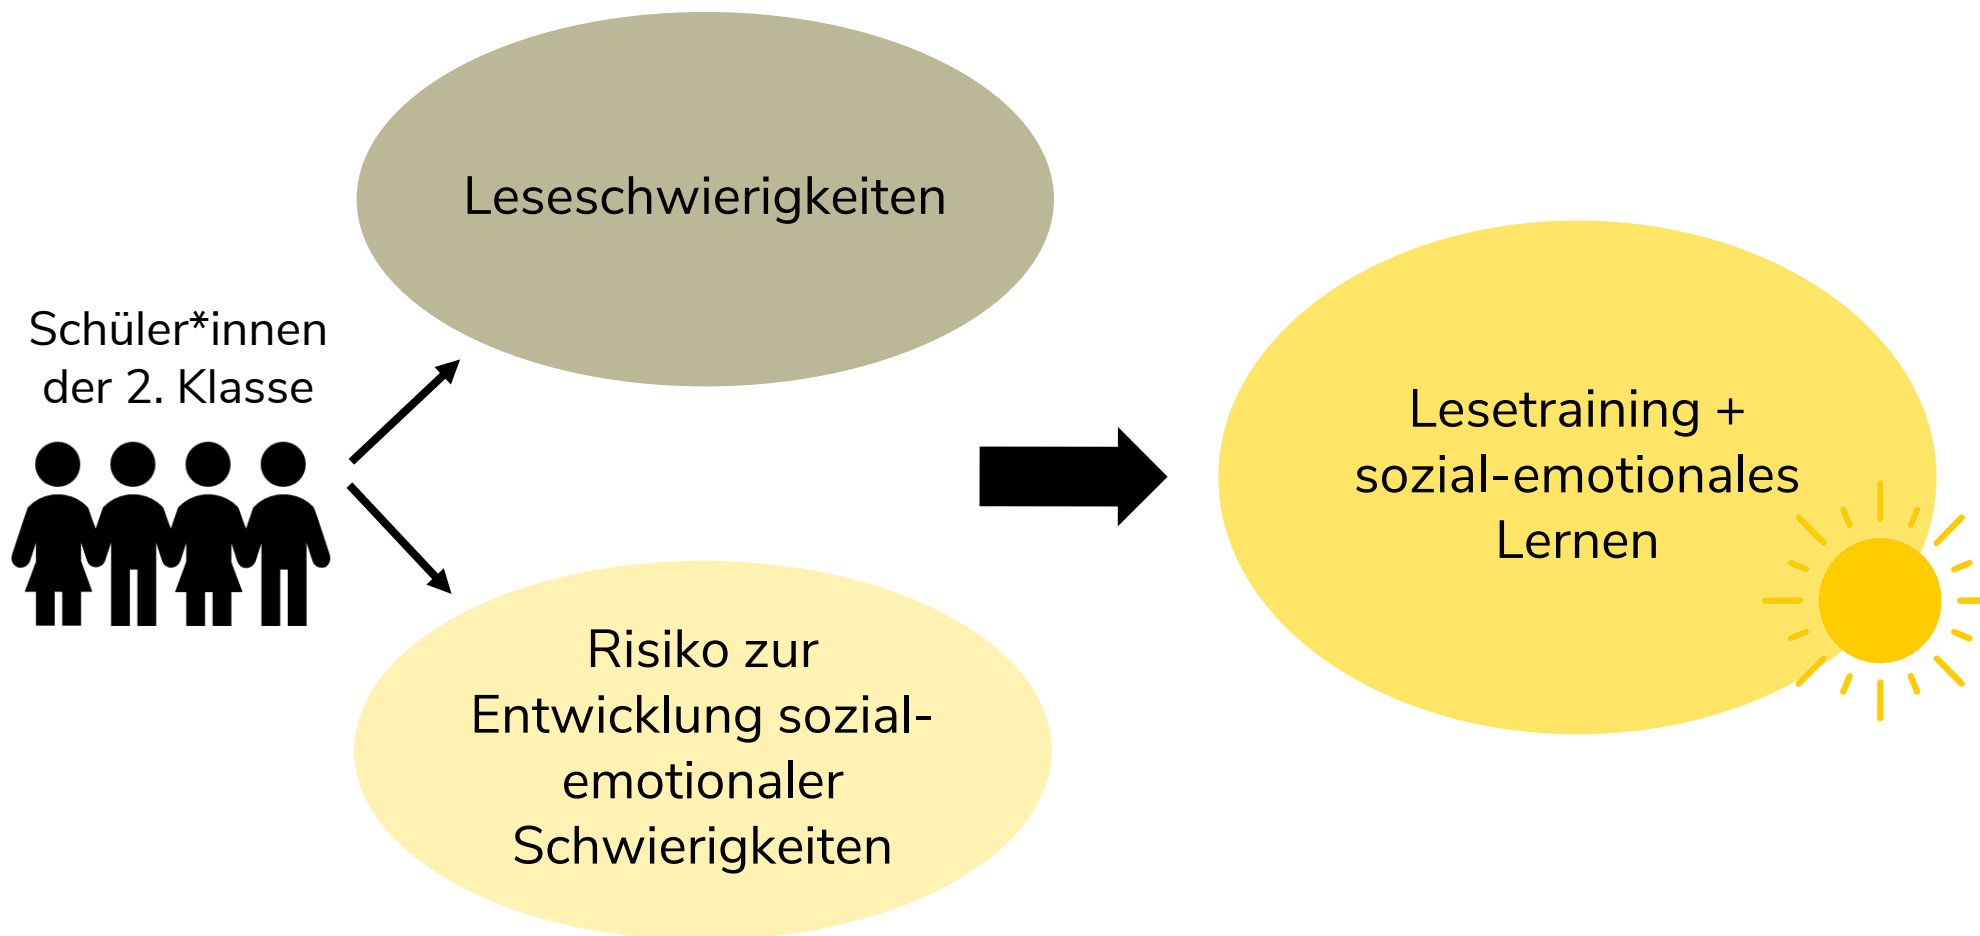 Leseschwierigkeiten
Schüler*innen
der 2. Klasse
Risiko zur
Entwicklung sozial-
emotionaler
Schwierigkeiten
Lesetraining +
sozial-emotionales
Lernen